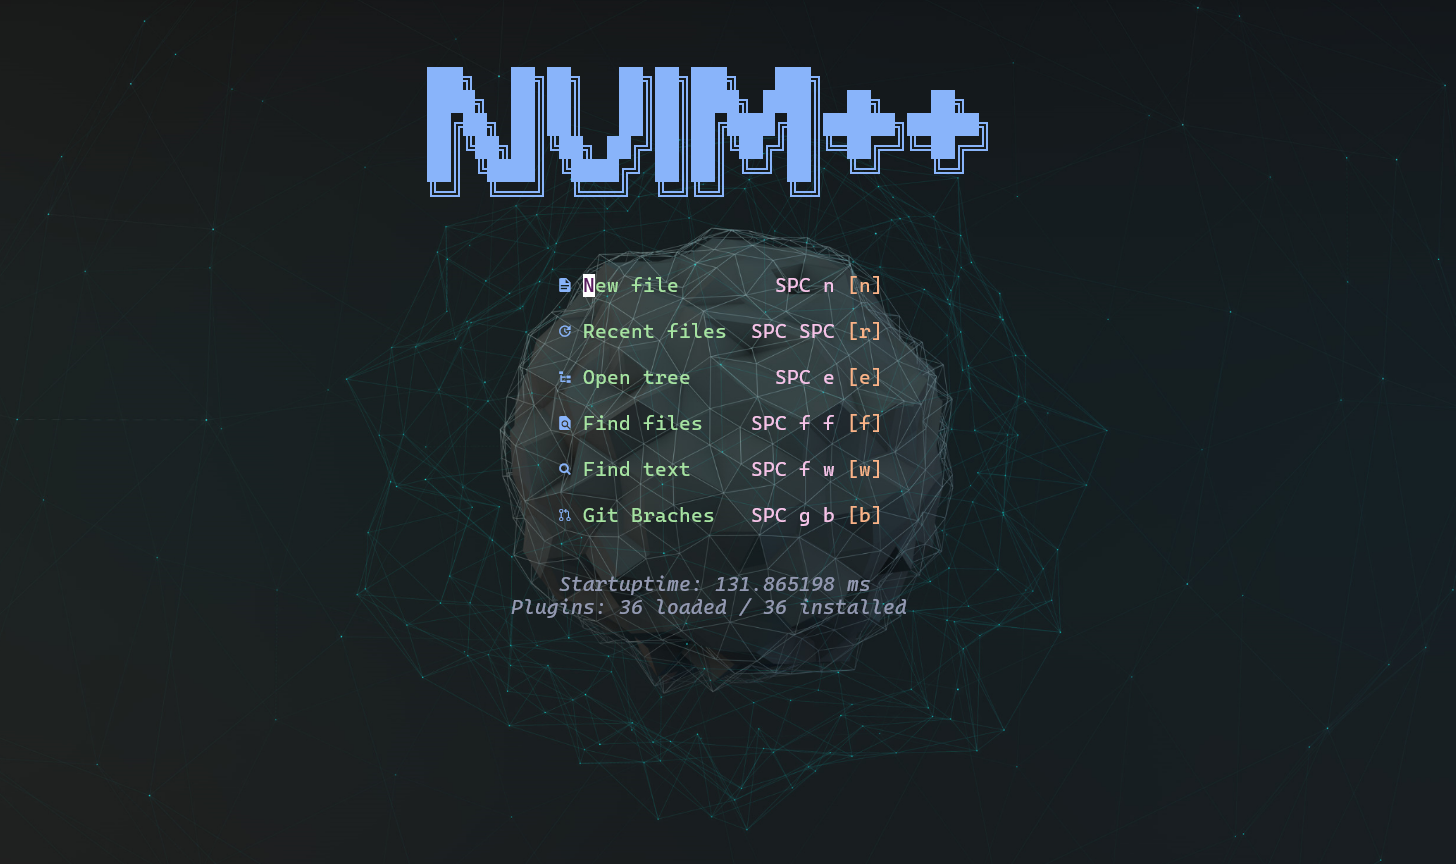 NVIM++
New file SPC n [n]
Recent files SPC SPC [r]
Open tree SPC e [e]
Find files SPC f f [f]
Find text SPC f w [w]
Git Braches SPC g b [b]
Startuptime: 131.865198 ms
Plugins: 36 loaded / 36 installed